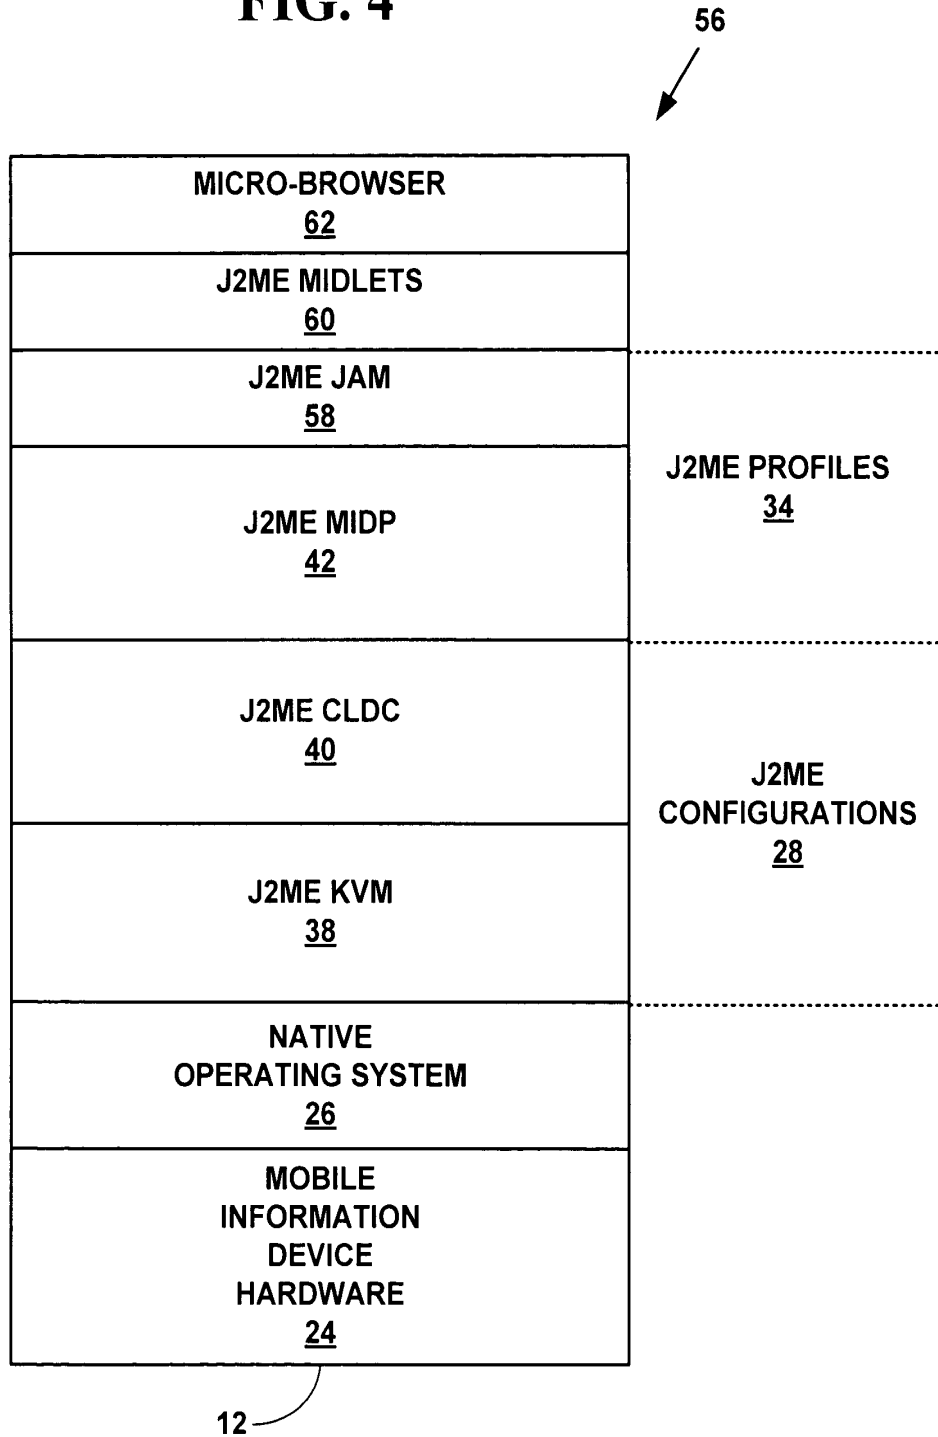 FIG. 4
56
MICRO-BROWSER
62
J2ME MIDLETS
60
J2ME JAM
58
J2ME MIDP
42
J2ME PROFILES
34
J2ME CLDC
40
J2ME
CONFIGURATIONS
28
J2ME KVM
38
NATIVE
OPERATING SYSTEM
26
MOBILE
INFORMATION
DEVICE
HARDWARE
24
12